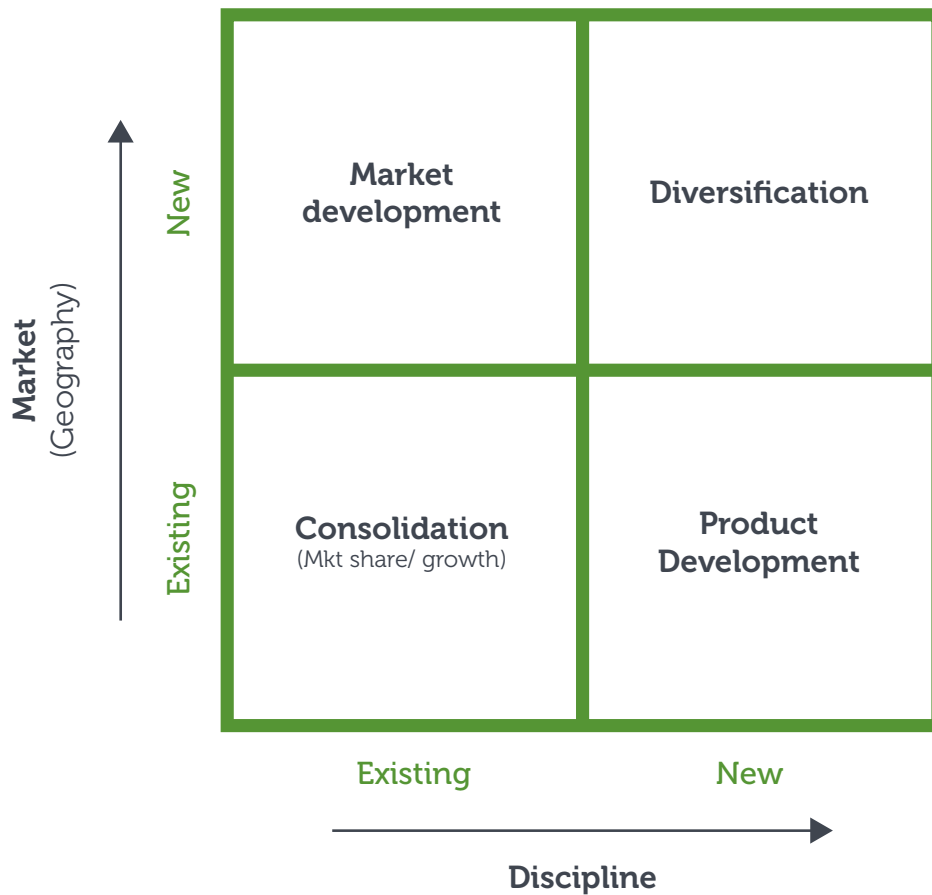 Market
(Geography)
New
Existing
Market
development
Diversification
Consolidation
(Mkt share/ growth)
Product
Development
Existing
New
Discipline